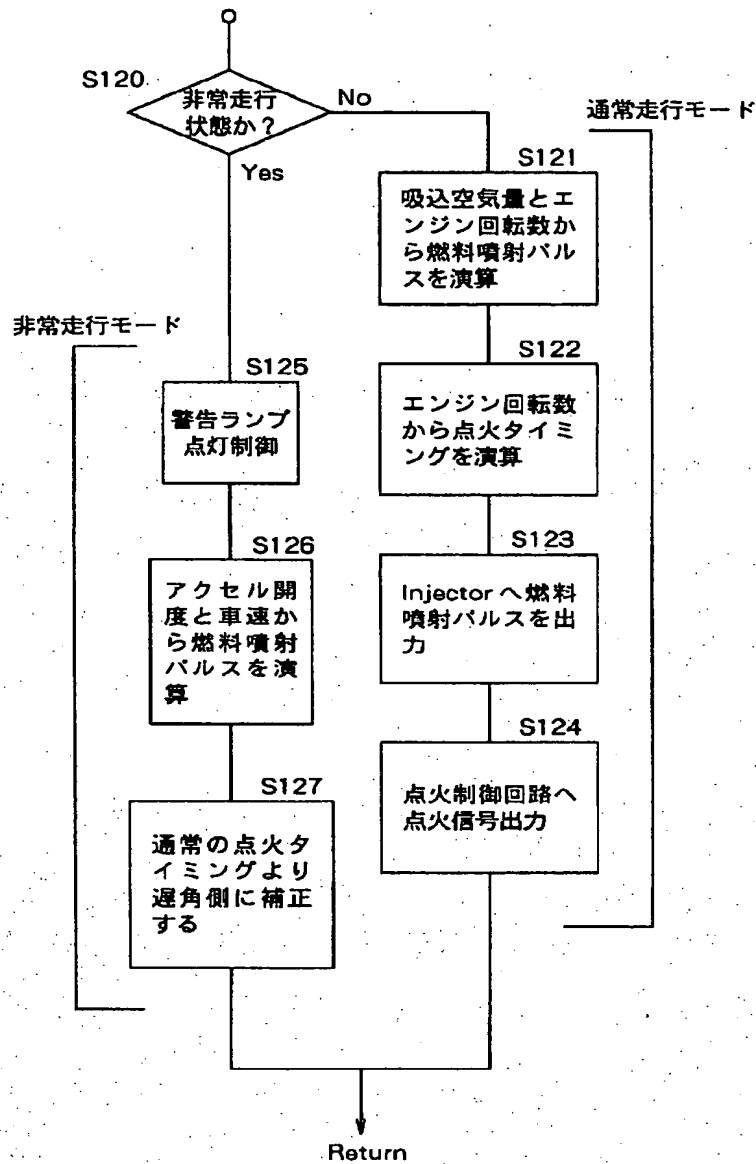 S120
非常走行
状態か?
No
Yes
通常走行モード
S121
吸込空気量とエ
ンジン回転数か
ら燃料噴射パル
スを演算
S122
エンジン回転数
から点火タイミ
ングを演算
S123
Injectorへ燃料
噴射パルスを出
力
S124
点火制御回路へ
点火信号出力
非常走行モード
S125
警告ランプ
点灯制御
S126
アクセル開
度と車速か
ら燃料噴射
パルスを演
算
S127
通常の点火タ
イミングより
遅角側に補正
する
Return